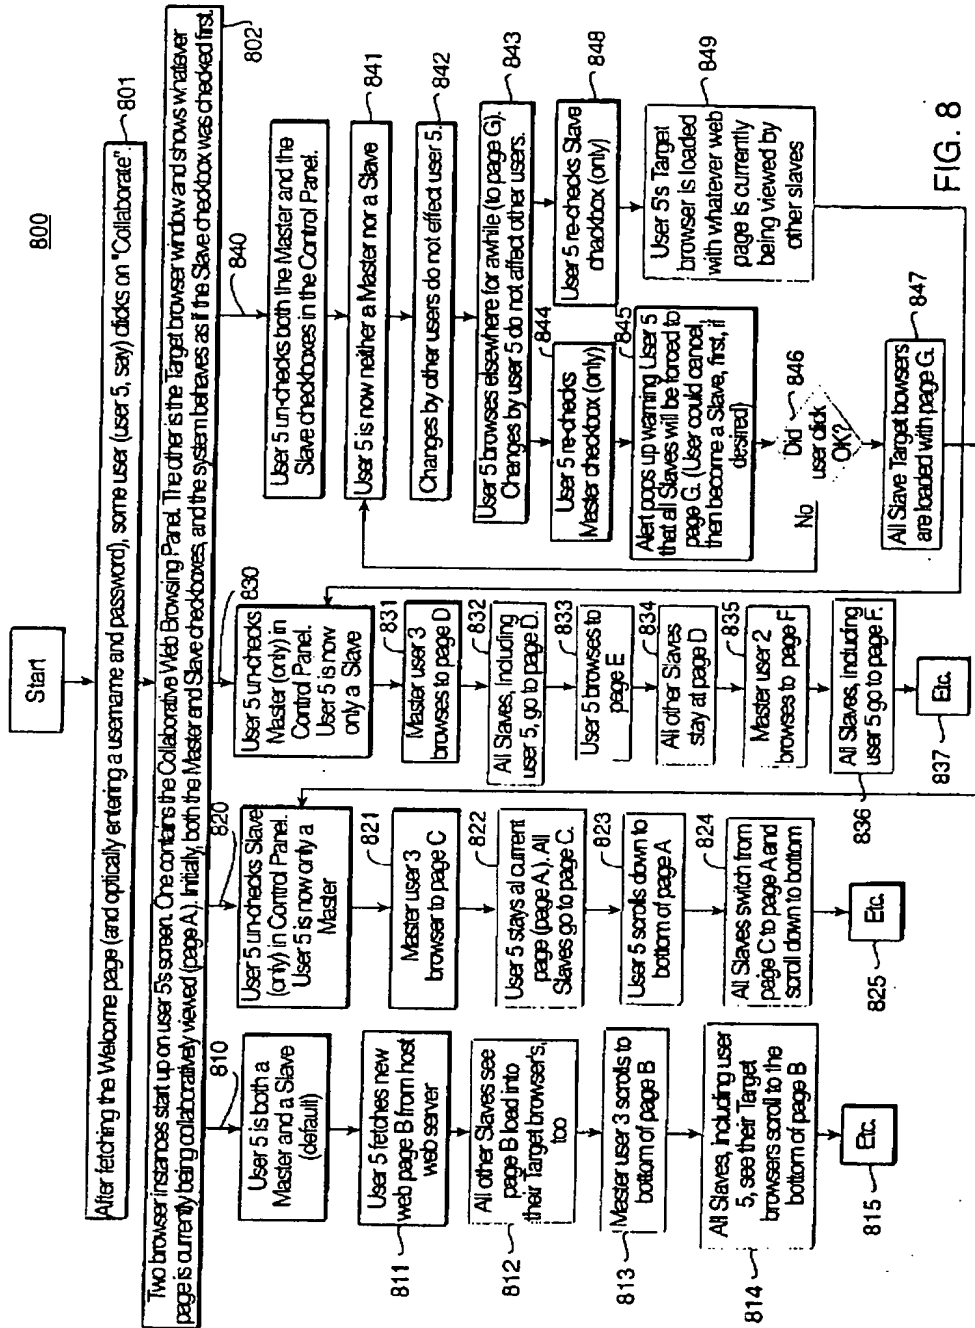 800
Start
After fetching the Welcome page (and optically entering a username and password), some user (user 5, say) clicks on "Collaborate".
801
Two browser instances start up on user 5's screen. One contains the Collaborative Web Browsing Panel. The other is the Target browser window and shows whatever
page is currently being collaboratively viewed (page A). Initially, both the Master and Slave checkboxes, and the system behaves as if the Slave checkbox was checked first.
802
810
User 5 is both a
Master and a Slave
(default)
User 5 fetches new
web page B from host
web server
811
All other Slaves see
page B load into
their Target browser's,
too
812
Master user 3 scrolls to
bottom of page B
813
All Slaves, including user
5, see their Target
browsers scroll to the
bottom of page B
814
Etc.
815
820
User 5 un-checks Slave
(only) in Control Panel.
User 5 is now only a
Master
821
Master user 3
browser to page C
822
User 5 stays at current
page (page A.). All
Slaves go to page C.
823
User 5 scrolls down to
bottom of page A
824
All Slaves switch from
page C to page A and
scroll down to bottom
Etc.
825
830
User 5 un-checks
Master (only) in
Control Panel.
User 5 is now
only a Slave
831
Master user 3
browses to page D
832
All Slaves, including
user 5, go to page D.
833
User 5 browses to
page E
834
All other Slaves
stay at page D
835
Master user 2
browses to page F
All Slaves, including
user 5 go to page F.
836
Etc.
837
840
User 5 un-checks both the Master and the
Slave checkboxes in the Control Panel.
841
User 5 is now neither a Master nor a Slave
842
Changes by other users do not effect user 5.
843
User 5 browses elsewhere for awhile (to page G).
Changes by user 5 do not affect other users.
844
User 5 re-checks
Master checkbox (only)
845
Alert pops up warning User 5
that all Slaves will be forced to
page G. (User could cancel,
then become a Slave, first, if
desired)
846
Did
user click
OK?
No
847
All Slave Target bowsers
are loaded with page G.
848
User 5 re-checks Slave
chackbox (only)
849
User 5's Target
browser is loaded
with whatever web
page is currently
being viewed by
other slaves
FIG. 8